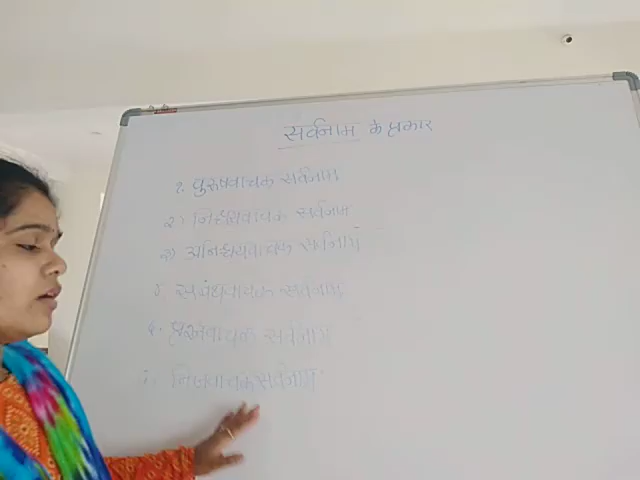 सर्वनाम के प्रकार
१. पुरूषवाचक सर्वनाम
२) निश्चयवाचक सर्वनाम
३) अनिश्चयवाचक सर्वनाम
४. सबंधवाचक सर्वनाम
५. प्रश्नवाचक सर्वनाम
६. निजवाचक सर्वनाम